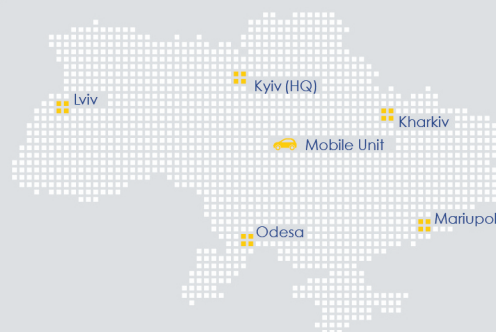 Kyiv (HQ)
Lviv
Kharkiv
Mobile Unit
Mariupol
Odesa